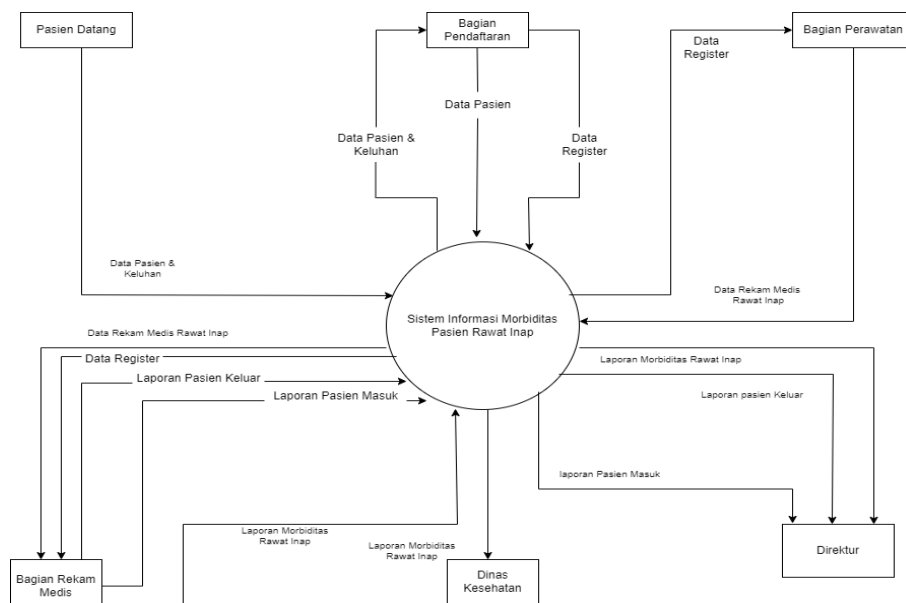 Pasien Datang
Bagian
Pendaftaran
Bagian Perawatan
Data
Register
Data Pasien
Data Pasien &
Keluhan
Data
Register
Data Pasien &
Keluhan
Data Rekam Medis
Rawat Inap
Sistem Informasi Morbiditas
Pasien Rawat Inap
Data Rekam Medis Rawat Inap
Data Register
Laporan Pasien Keluar
Laporan Pasien Masuk
Laporan Morbiditas Rawat Inap
Laporan pasien Keluar
laporan Pasien Masuk
Laporan Morbiditas
Rawat Inap
Laporan Morbiditas
Rawat Inap
Direktur
Bagian Rekam
Medis
Dinas
Kesehatan